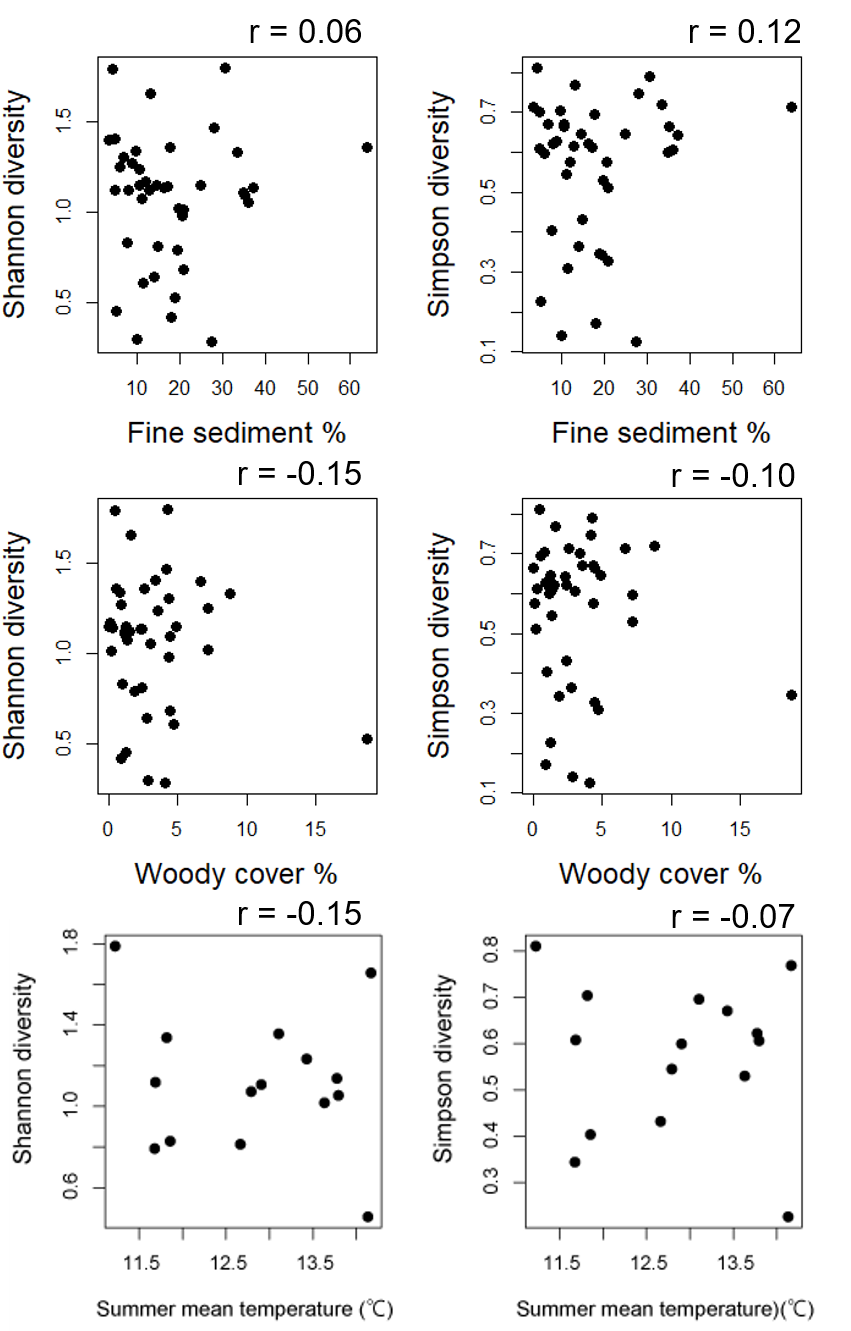 r = 0.06
Shannon diversity
0.5 1.0 1.5
10 20 30 40 50 60
Fine sediment %
r = 0.12
Simpson diversity
0.1 0.3 0.5 0.7
10 20 30 40 50 60
Fine sediment %
r = -0.15
Shannon diversity
0.5 1.0 1.5
0 5 10 15
Woody cover %
r = -0.10
Simpson diversity
0.1 0.3 0.5 0.7
0 5 10 15
Woody cover %
r = -0.15
Shannon diversity
0.6 1.0 1.4 1.8
11.5 12.5 13.5
Summer mean temperature (℃)
r = -0.07
Simpson diversity
0.3 0.4 0.5 0.6 0.7 0.8
11.5 12.5 13.5
Summer mean temperature)(℃)